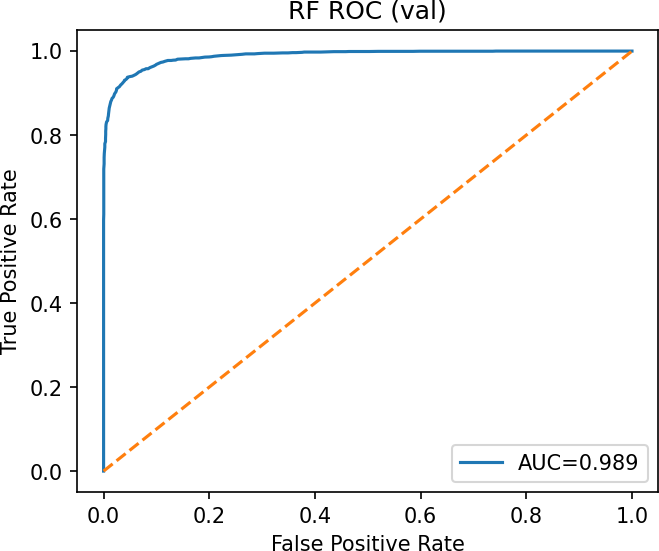 RF ROC (val)
True Positive Rate
1.0
0.8
0.6
0.4
0.2
0.0
AUC=0.989
0.0 0.2 0.4 0.6 0.8 1.0
False Positive Rate